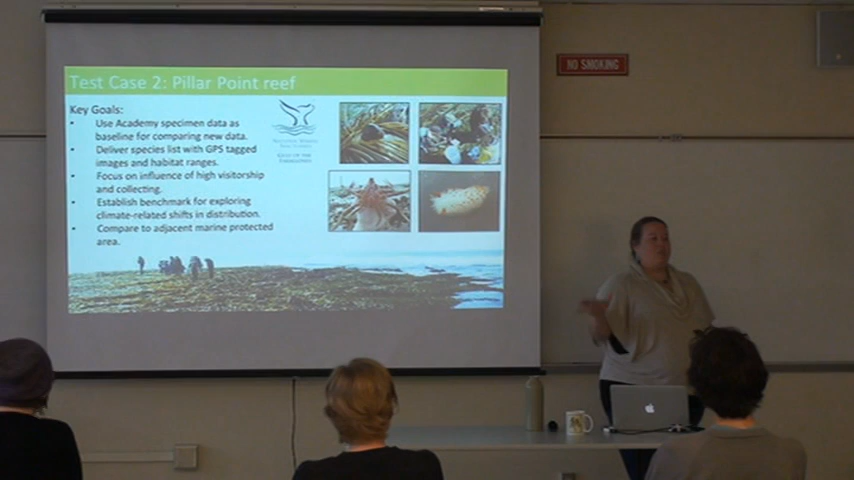 Test Case 2: Pillar Point reef
Key Goals:
• Use Academy specimen data as
baseline for comparing new data.
• Deliver species list with GPS tagged
images and habitat ranges.
• Focus on influence of high visitorship
and collecting.
• Establish benchmark for exploring
climate-related shifts in distribution.
• Compare to adjacent marine protected
area.
NO SMOKING